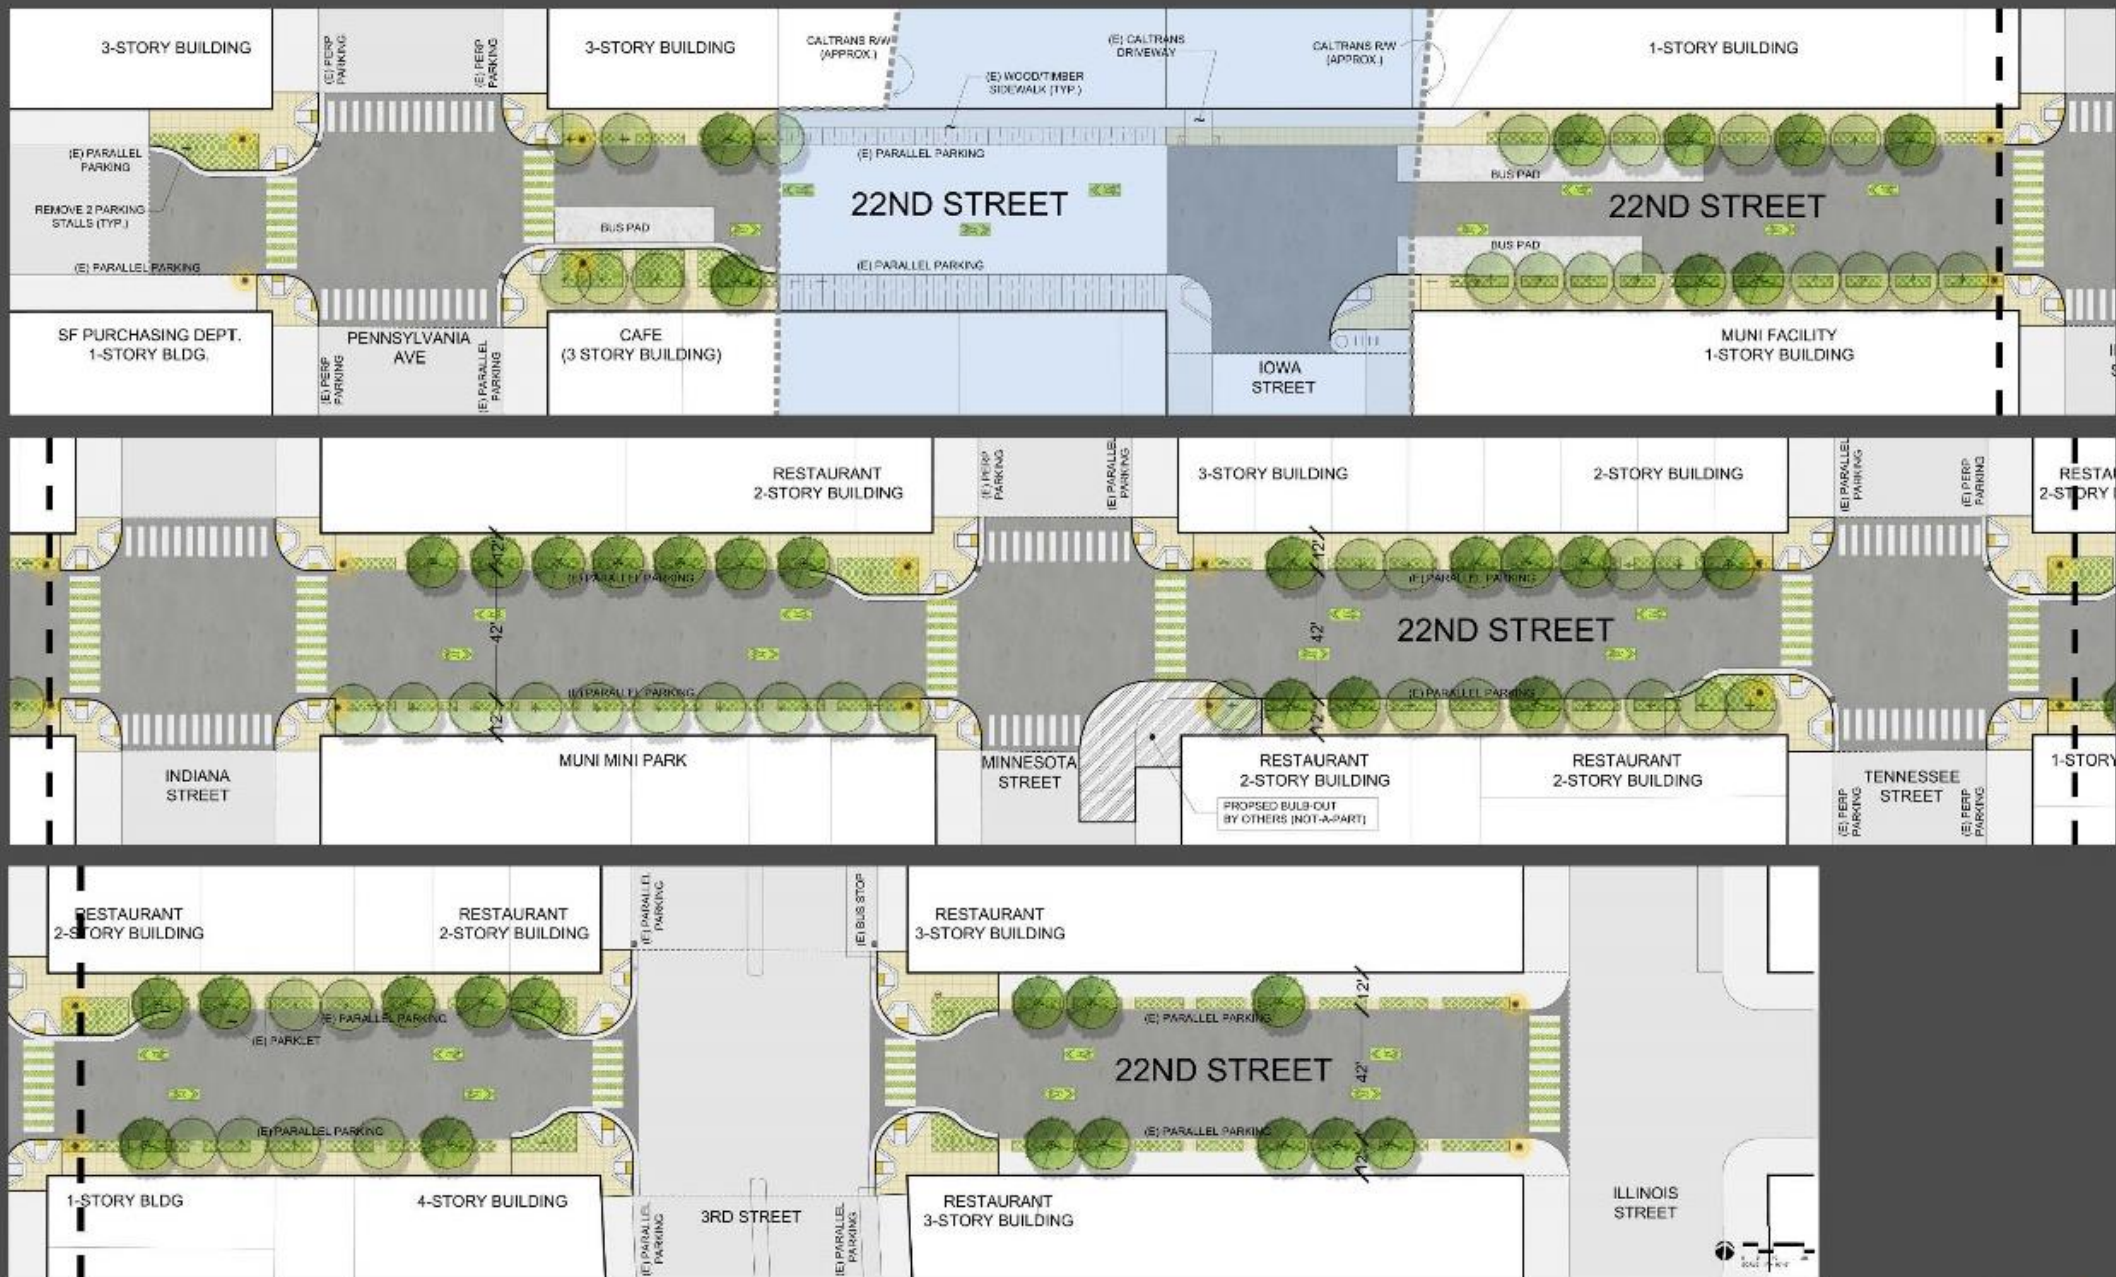 3-STORY BUILDING
(E) PERP
PARKING
(E) PERP
PARKING
3-STORY BUILDING
CALTRANS R/W
(APPROX.)
(E) WOOD/TIMBER
SIDEWALK (TYP.)
(E) CALTRANS
DRIVEWAY
CALTRANS R/W
(APPROX.)
1-STORY BUILDING
(E) PARALLEL
PARKING
REMOVE 2 PARKING
STALLS (TYP.)
(E) PARALLEL PARKING
BUS PAD
(E) PARALLEL PARKING
22ND STREET
(E) PARALLEL PARKING
BUS PAD
22ND STREET
BUS PAD
SF PURCHASING DEPT.
1-STORY BLDG.
(E) PERP
PARKING
PENNSYLVANIA
AVE
(E) PARALLEL
PARKING
CAFE
(3 STORY BUILDING)
IOWA
STREET
MUNI FACILITY
1-STORY BUILDING
RESTAURANT
2-STORY BUILDING
(E) PERP
PARKING
(E) PARALLEL
PARKING
3-STORY BUILDING
2-STORY BUILDING
(E) PARALLEL
PARKING
(E) PERP
PARKING
RESTAU
2-STORY
12'
(E) PARALLEL PARKING
12'
(E) PARALLEL PARKING
42'
42'
22ND STREET
(E) PARALLEL PARKING
12'
(E) PARALLEL PARKING
12'
INDIANA
STREET
MUNI MINI PARK
MINNESOTA
STREET
RESTAURANT
2-STORY BUILDING
RESTAURANT
2-STORY BUILDING
PROPSED BULB-OUT
BY OTHERS (NOT-A-PART)
(E) PERP
PARKING
TENNESSEE
STREET
(E) PERP
PARKING
1-STORY
RESTAURANT
2-STORY BUILDING
RESTAURANT
2-STORY BUILDING
(E) PARALLEL
PARKING
(E) BUS STOP
RESTAURANT
3-STORY BUILDING
(E) PARALLEL PARKING
(E) PARKLET
12'
(E) PARALLEL PARKING
22ND STREET
42'
(E) PARALLEL PARKING
(E) PARALLEL PARKING
12'
1-STORY BLDG
4-STORY BUILDING
(E) PARALLEL
PARKING
3RD STREET
(E) PARALLEL
PARKING
RESTAURANT
3-STORY BUILDING
ILLINOIS
STREET